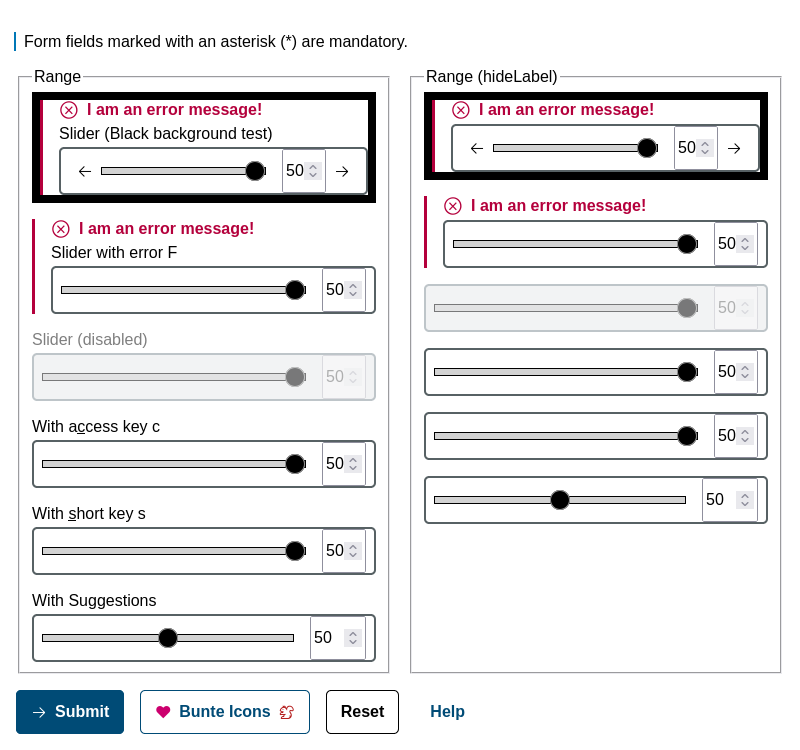 Form fields marked with an asterisk (*) are mandatory.
Range
I am an error message!
Slider (Black background test)
50
I am an error message!
Slider with error F
50
Slider (disabled)
50
With access key c
50
With short key s
50
With Suggestions
50
Range (hideLabel)
I am an error message!
50
I am an error message!
50
50
50
50
50
Submit
Bunte Icons
Reset
Help